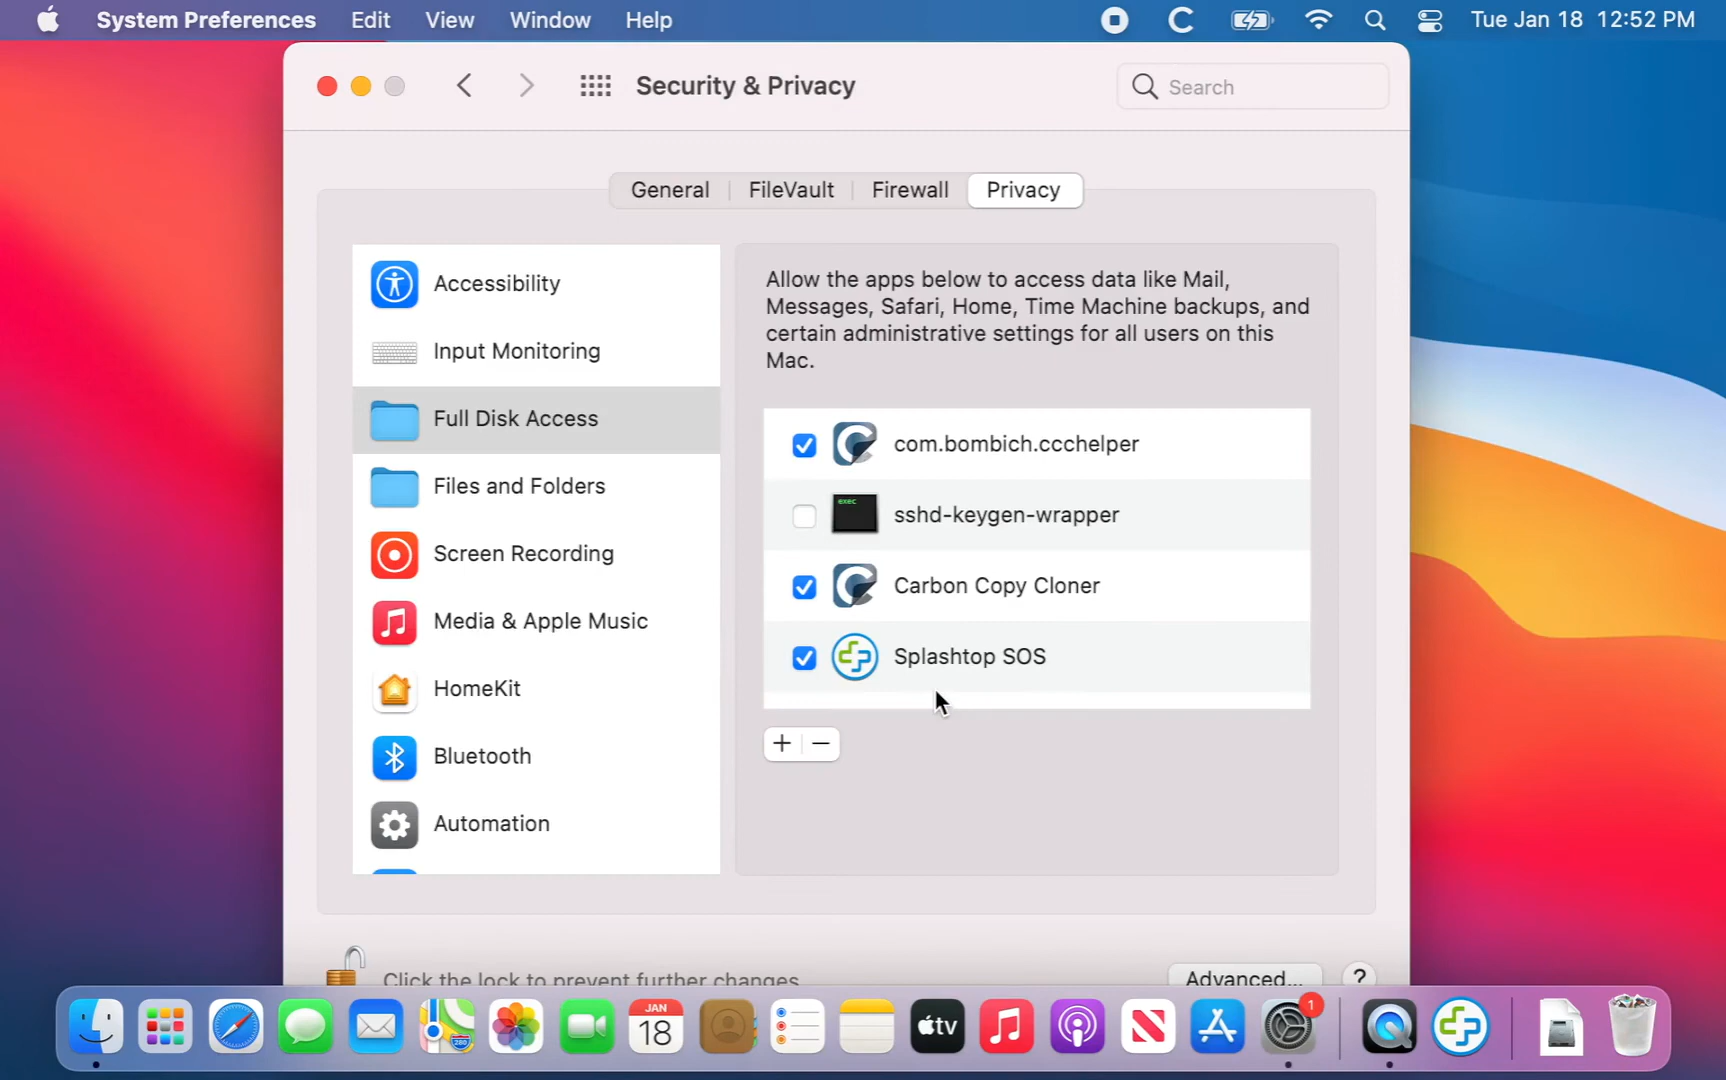 System Preferences Edit View Window Help Tue Jan 18 12:52 PM
Security & Privacy Search
General FileVault Firewall Privacy
Accessibility
Input Monitoring
Full Disk Access
Files and Folders
Screen Recording
Media & Apple Music
HomeKit
Bluetooth
Automation
Allow the apps below to access data like Mail,
Messages, Safari, Home, Time Machine backups, and
certain administrative settings for all users on this
Mac.
com.bombich.ccchelper
exec
sshd-keygen-wrapper
Carbon Copy Cloner
Splashtop SOS
+ −
Click the lock to prevent further changes.
Advanced... ?
280
JAN
18
tv
1